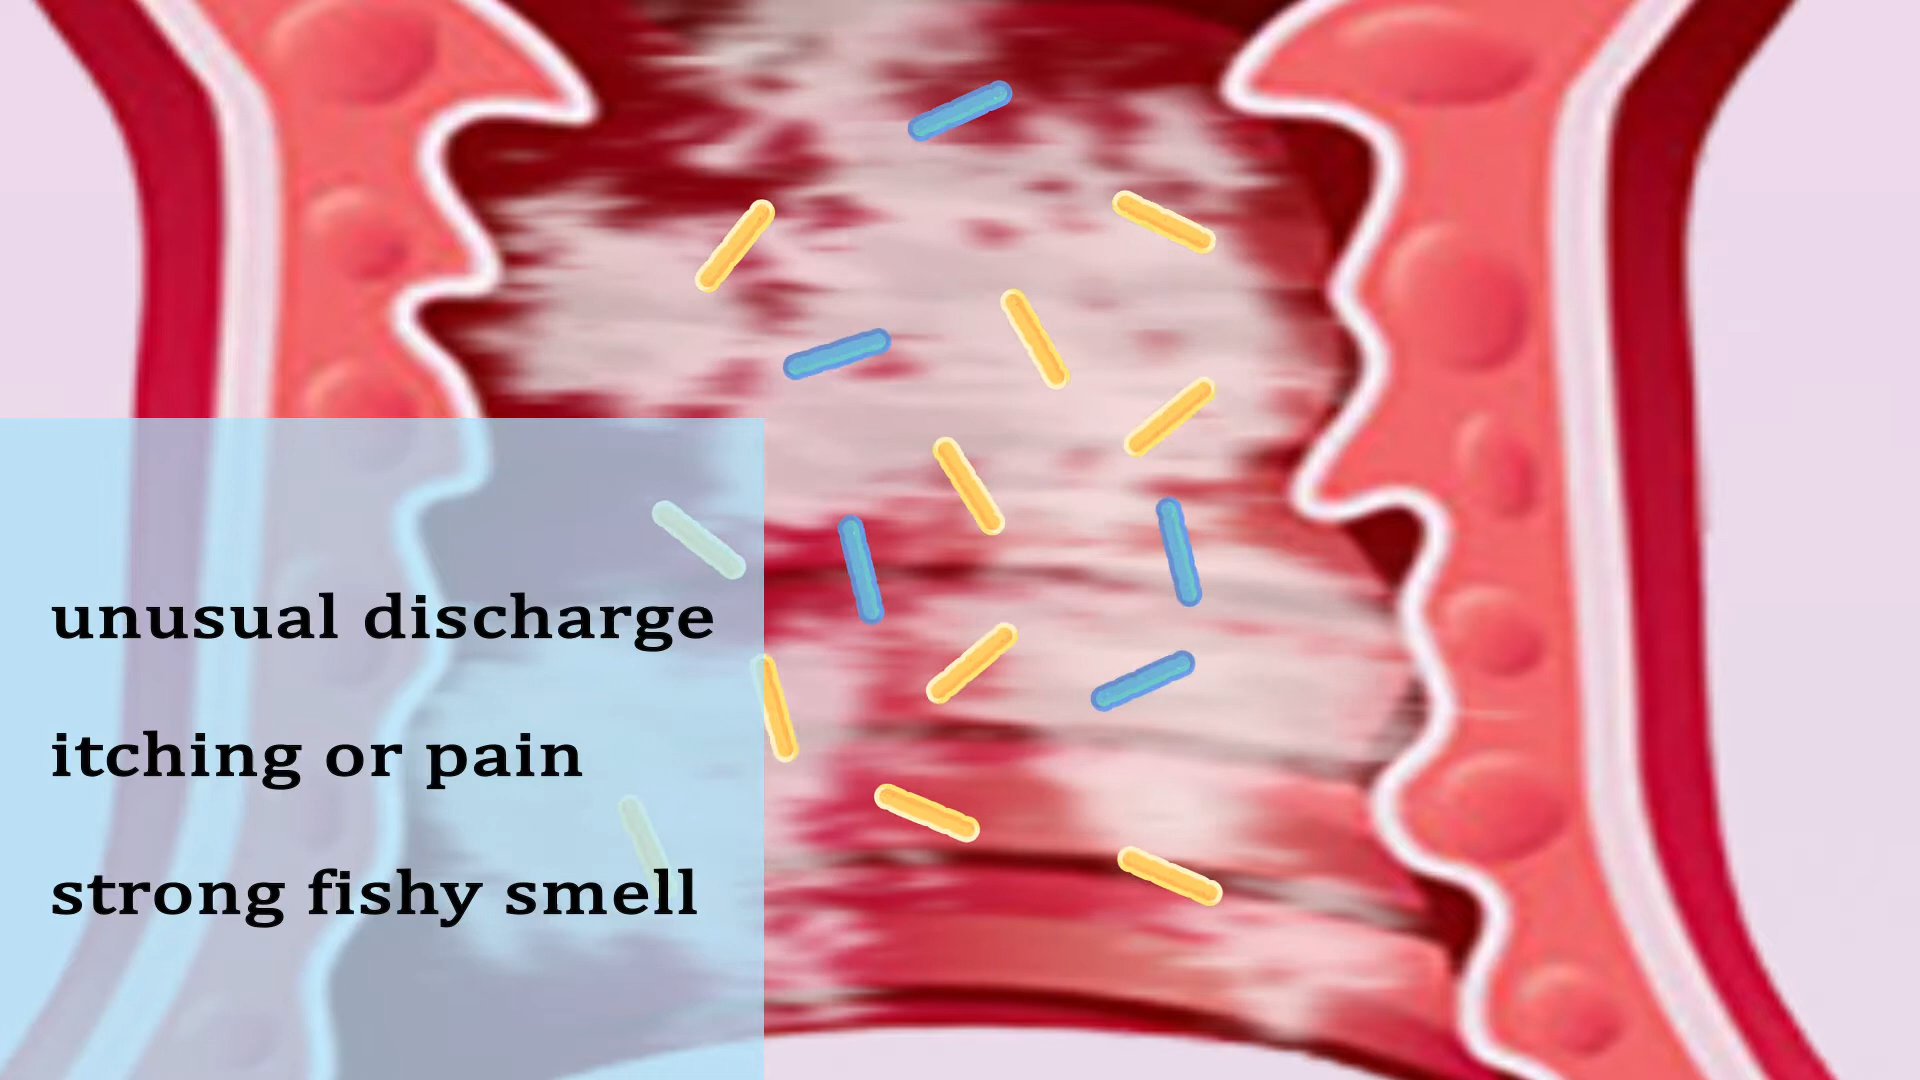 unusual discharge
itching or pain
strong fishy smell